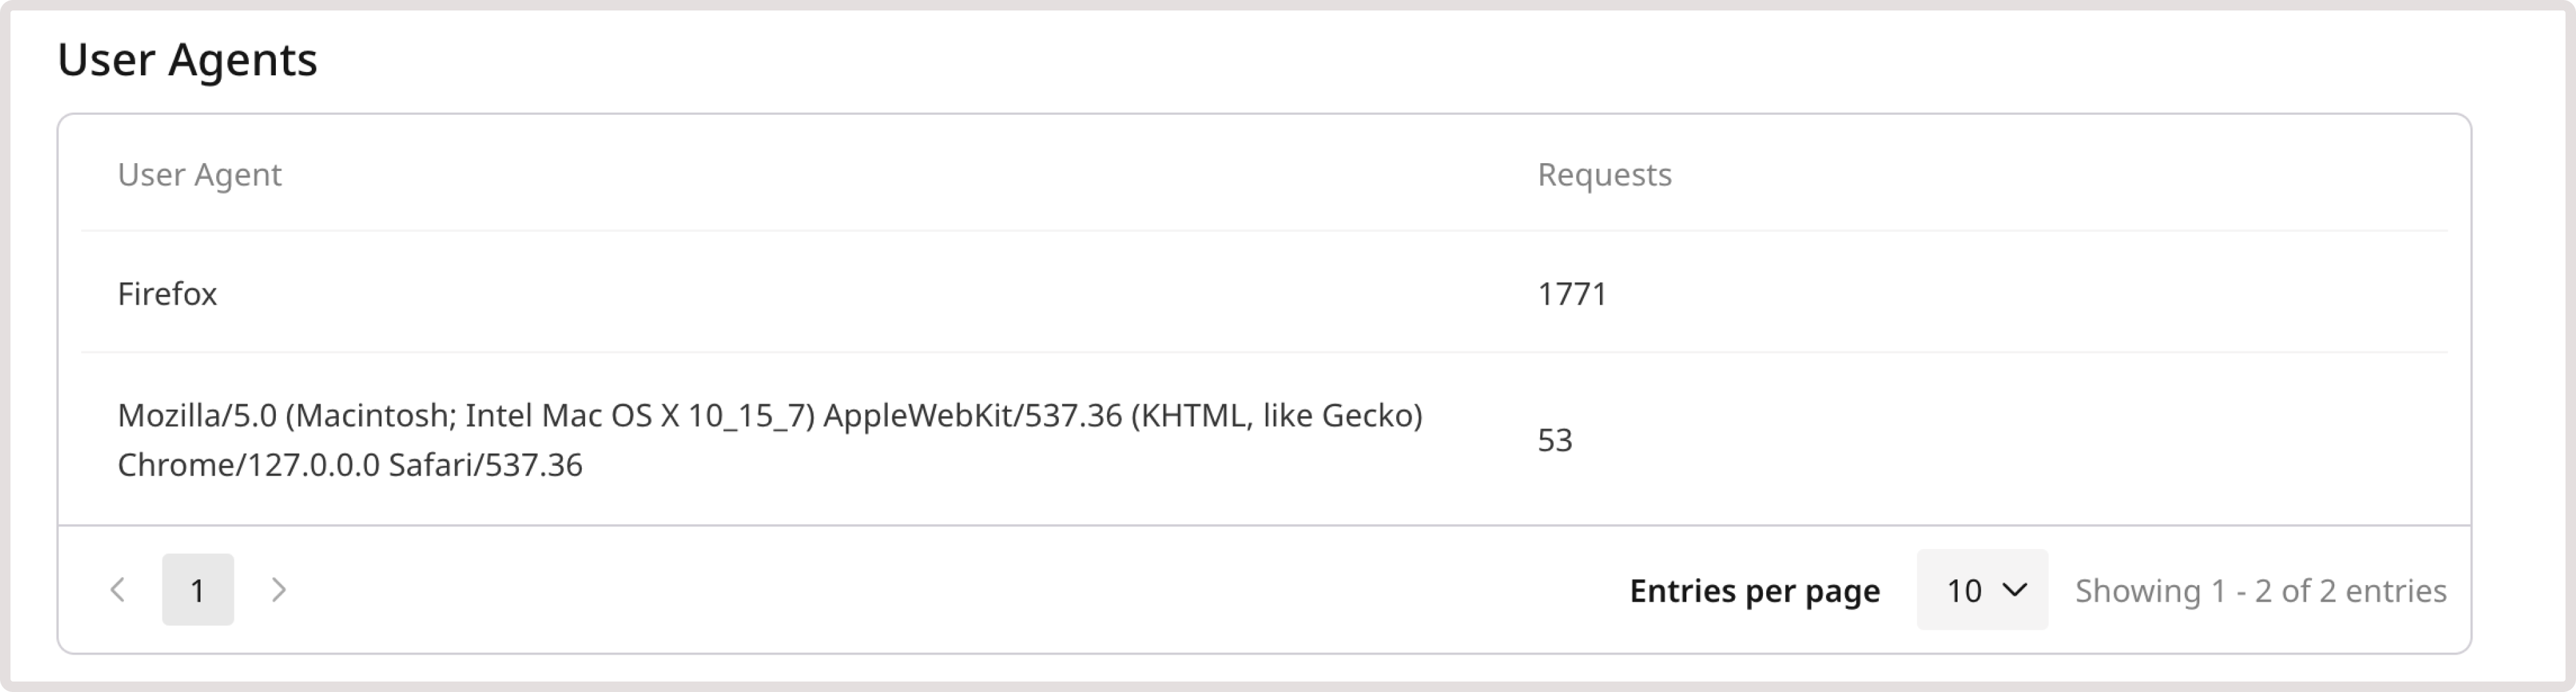 User Agents
User Agent Requests
Firefox 1771
Mozilla/5.0 (Macintosh; Intel Mac OS X 10_15_7) AppleWebKit/537.36 (KHTML, like Gecko)
Chrome/127.0.0.0 Safari/537.36
53
1 Entries per page 10 Showing 1 - 2 of 2 entries